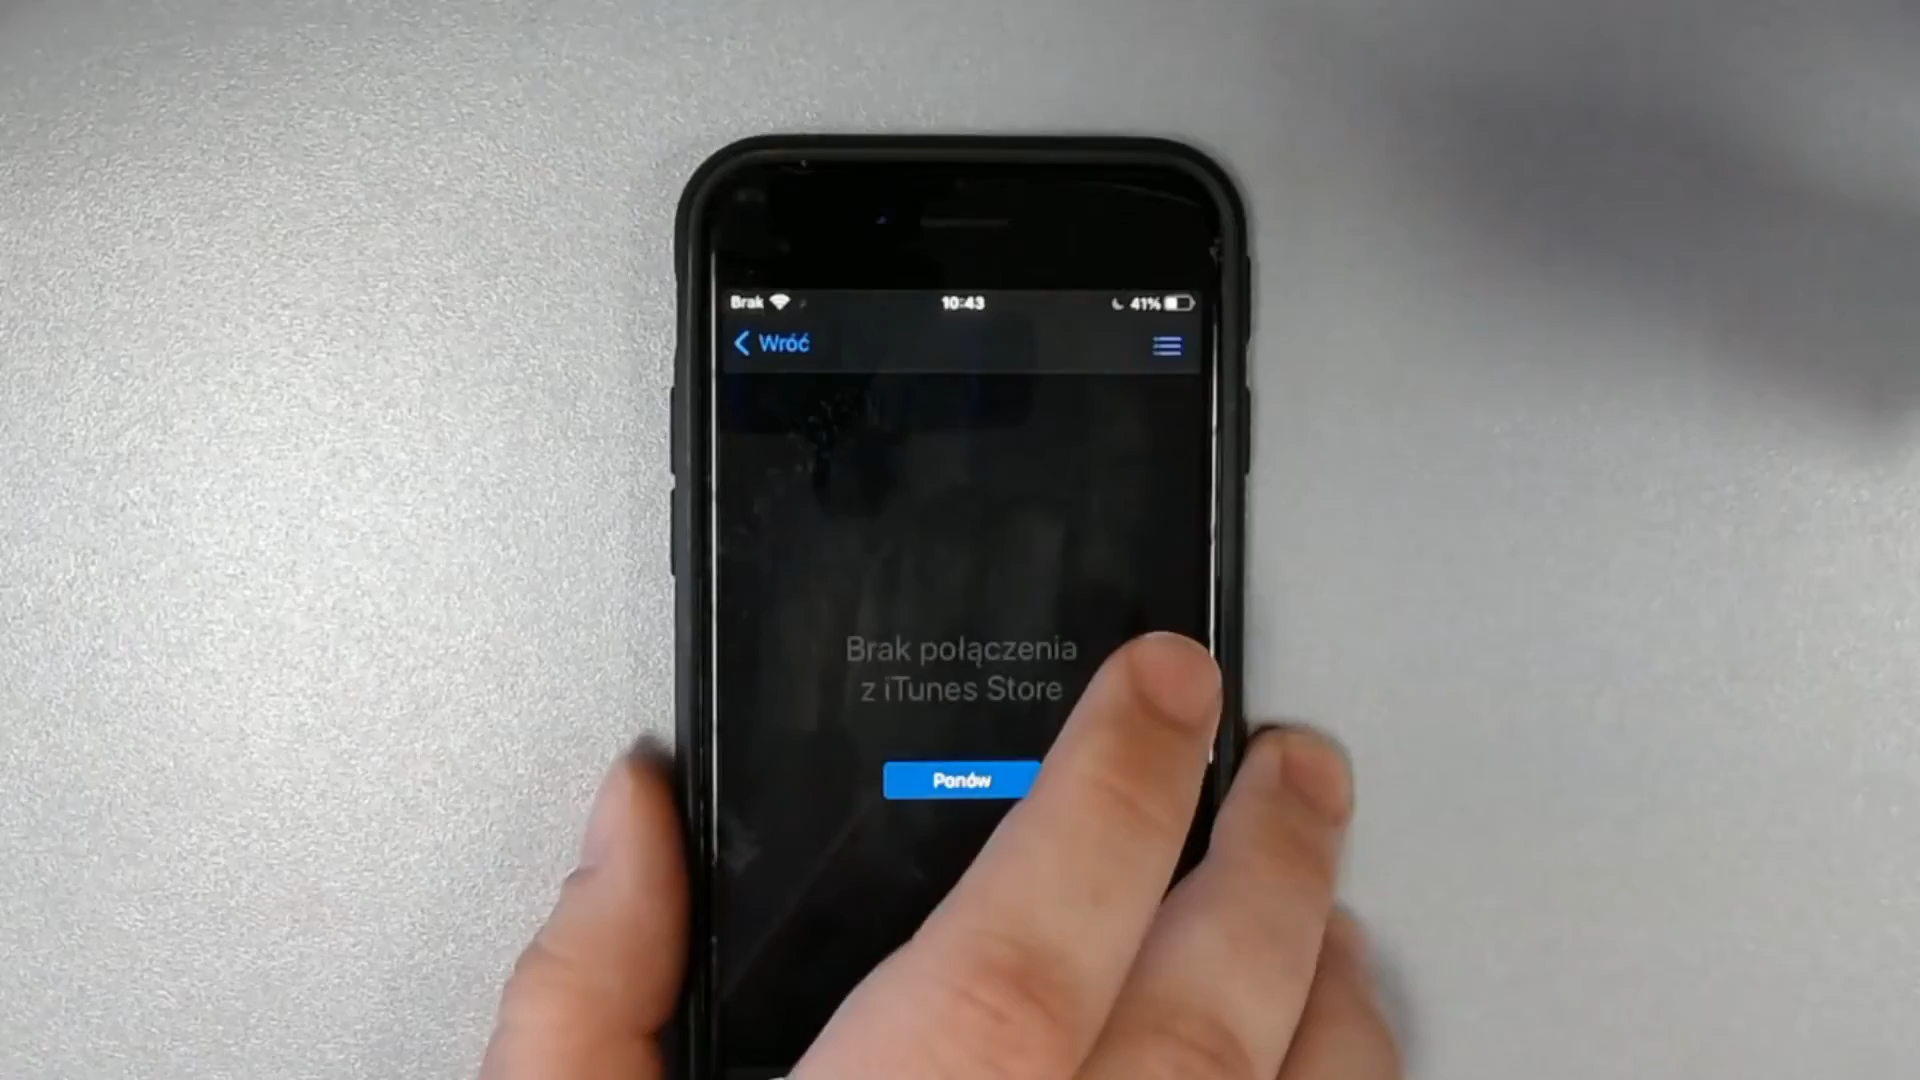 Brak 10:43 41%
Wróć
Brak połączenia
z iTunes Store
Ponów